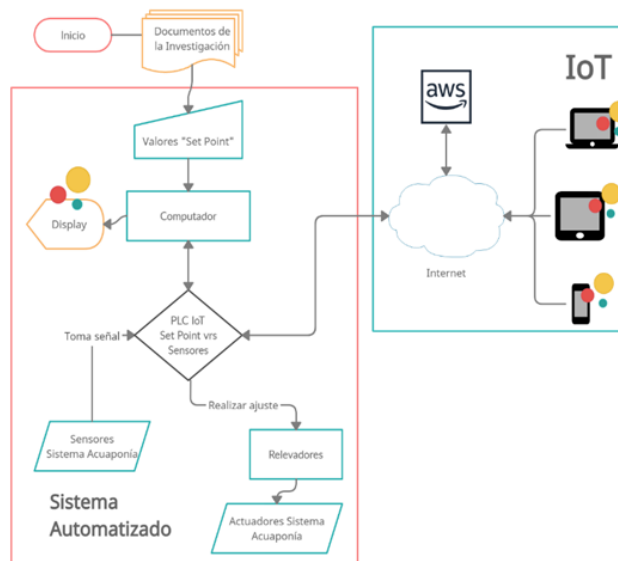 Inicio
Documentos de
la Investigación
IoT
aws
Valores "Set Point"
Display
Computador
Internet
PLC IoT
Set Point vrs
Sensores
Toma señal
Realizar ajuste
Sensores
Sistema Acuaponía
Relevadores
Sistema
Automatizado
Actuadores Sistema
Acuaponía